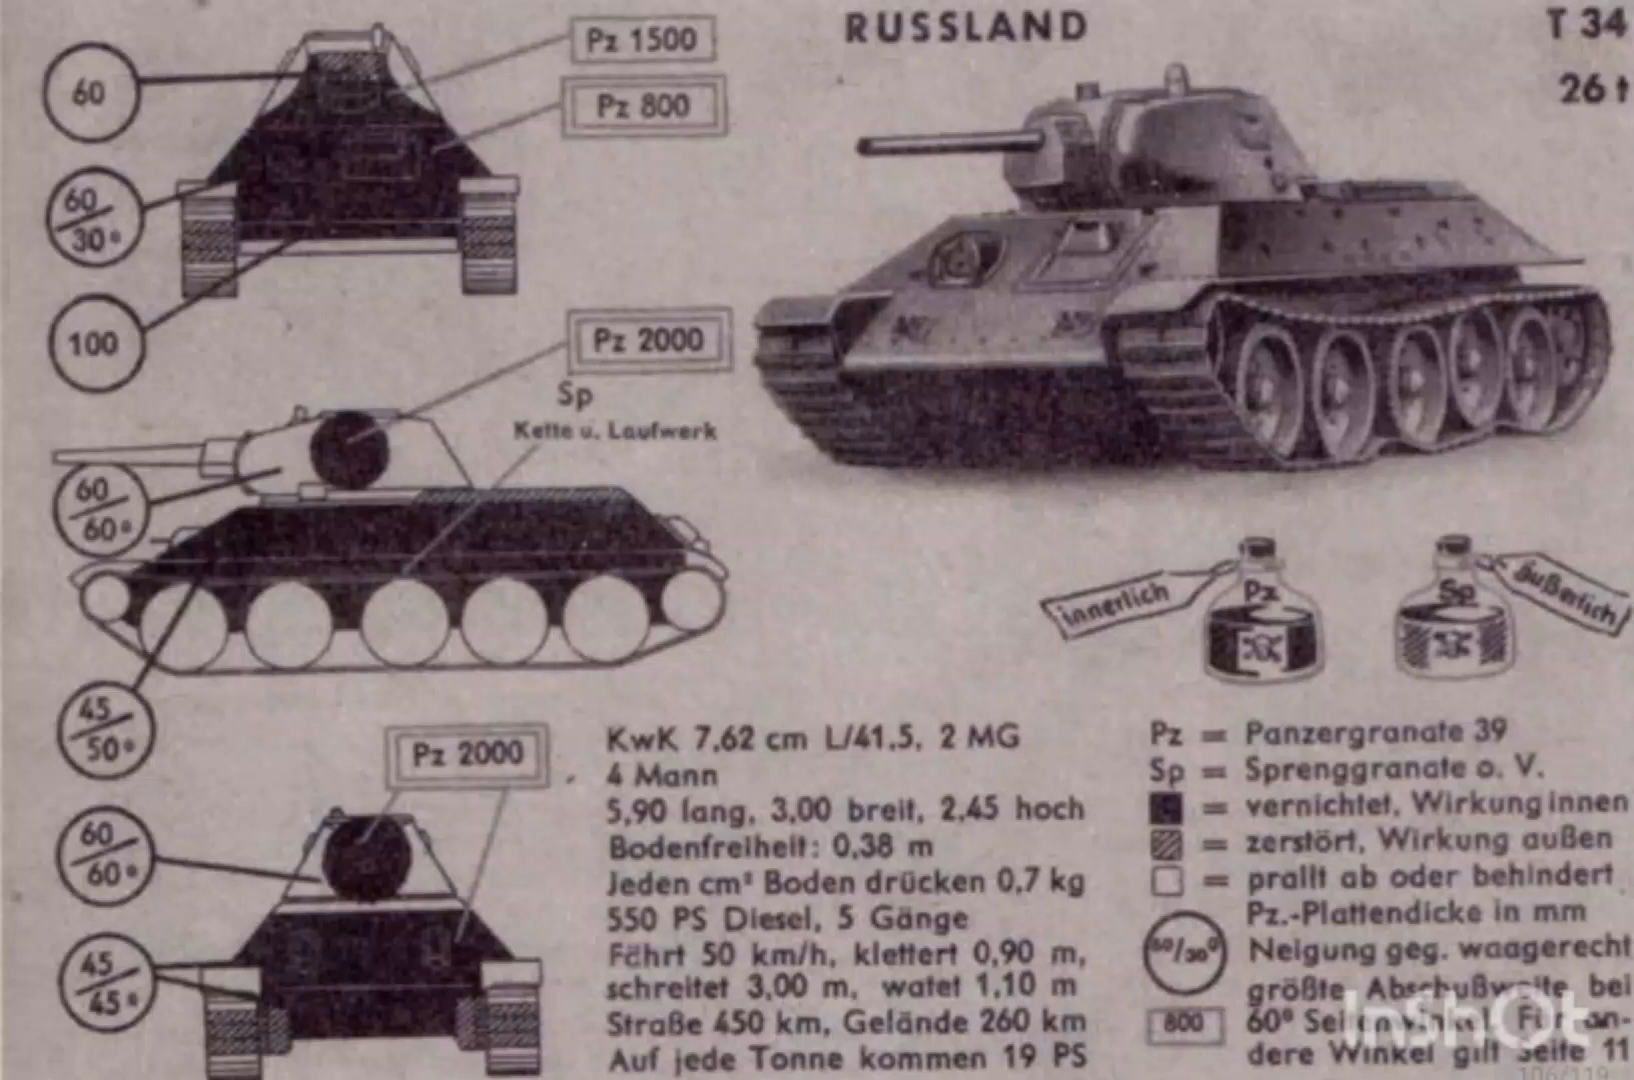 RUSSLAND
T 34
26 t
Pz 1500
60
Pz 800
60/30°
100
Pz 2000
Sp
Kette u. Laufwerk
60/60°
45/50°
innerlich
Pz
Sp
äußerlich
Pz 2000
60/60°
45/45°
KwK 7,62 cm L/41,5, 2 MG
4 Mann
5,90 lang, 3,00 breit, 2,45 hoch
Bodenfreiheit: 0,38 m
Jeden cm² Boden drücken 0,7 kg
550 PS Diesel, 5 Gänge
Fährt 50 km/h, klettert 0,90 m,
schreitet 3,00 m, watet 1,10 m
Straße 450 km, Gelände 260 km
Auf jede Tonne kommen 19 PS
Pz = Panzergranate 39
Sp = Sprenggranate o. V.
= vernichtet, Wirkung innen
= zerstört, Wirkung außen
= prallt ab oder behindert
Pz.-Plattendicke in mm
Neigung geg. waagerecht
größte Abschußweite bei
800 60° Seitenwinkel. Für an-
dere Winkel gilt Seite 11
InShOt
106/119